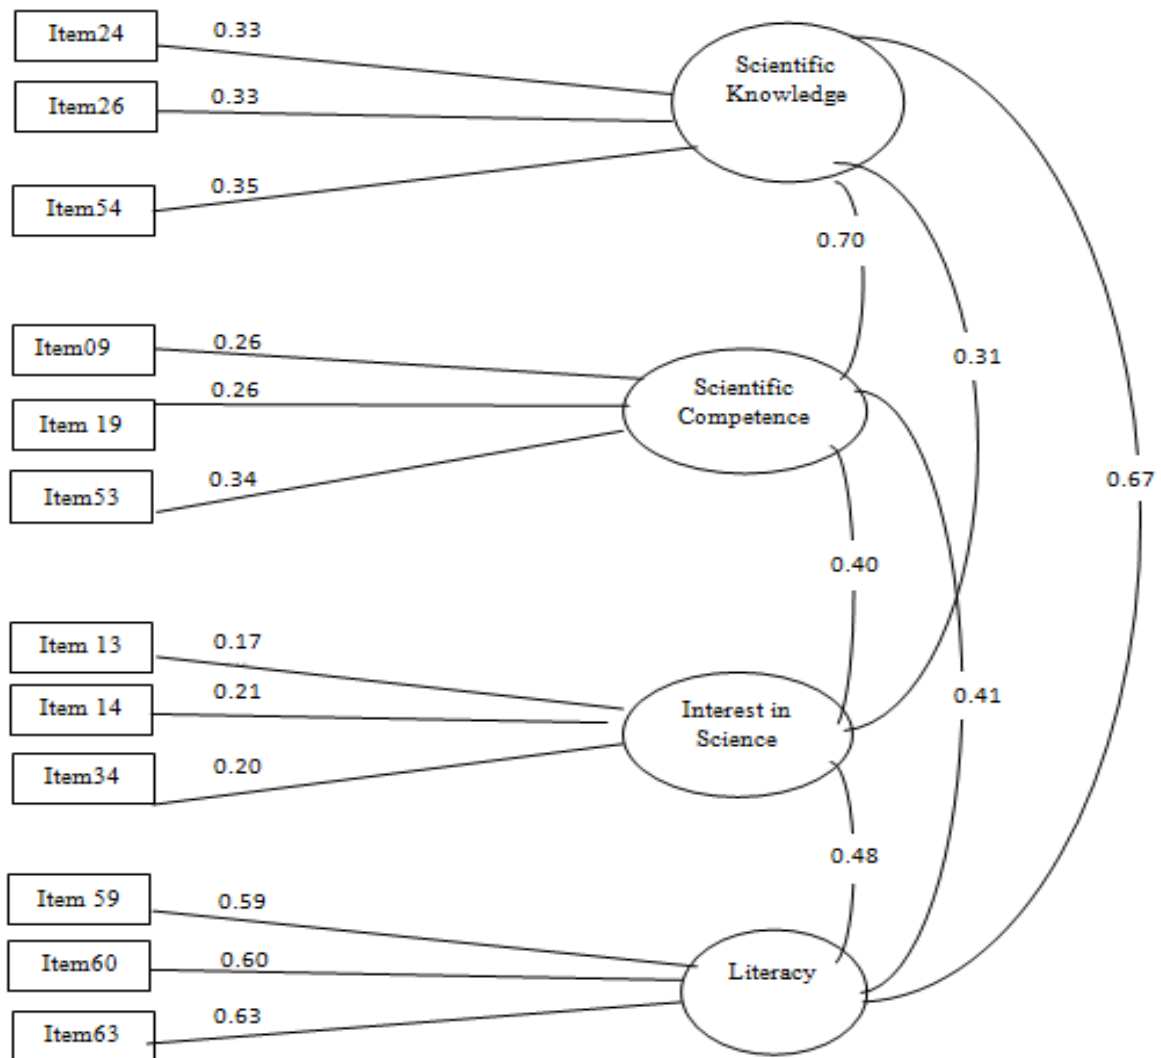 Item24
0.33
Scientific
Knowledge
Item26
0.33
Item54
0.35
0.70
Item09
0.26
Scientific
Competence
0.31
Item 19
0.26
Item53
0.34
0.67
0.40
Item 13
0.17
Item 14
0.21
Interest in
Science
0.41
Item34
0.20
0.48
Item 59
0.59
Item60
0.60
Literacy
Item63
0.63